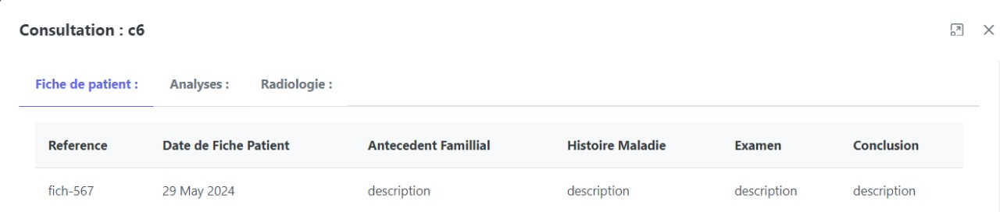 Consultation : c6
Fiche de patient : Analyses : Radiologie :
Reference Date de Fiche Patient Antecedent Famillial Histoire Maladie Examen Conclusion
fich-567 29 May 2024 description description description description